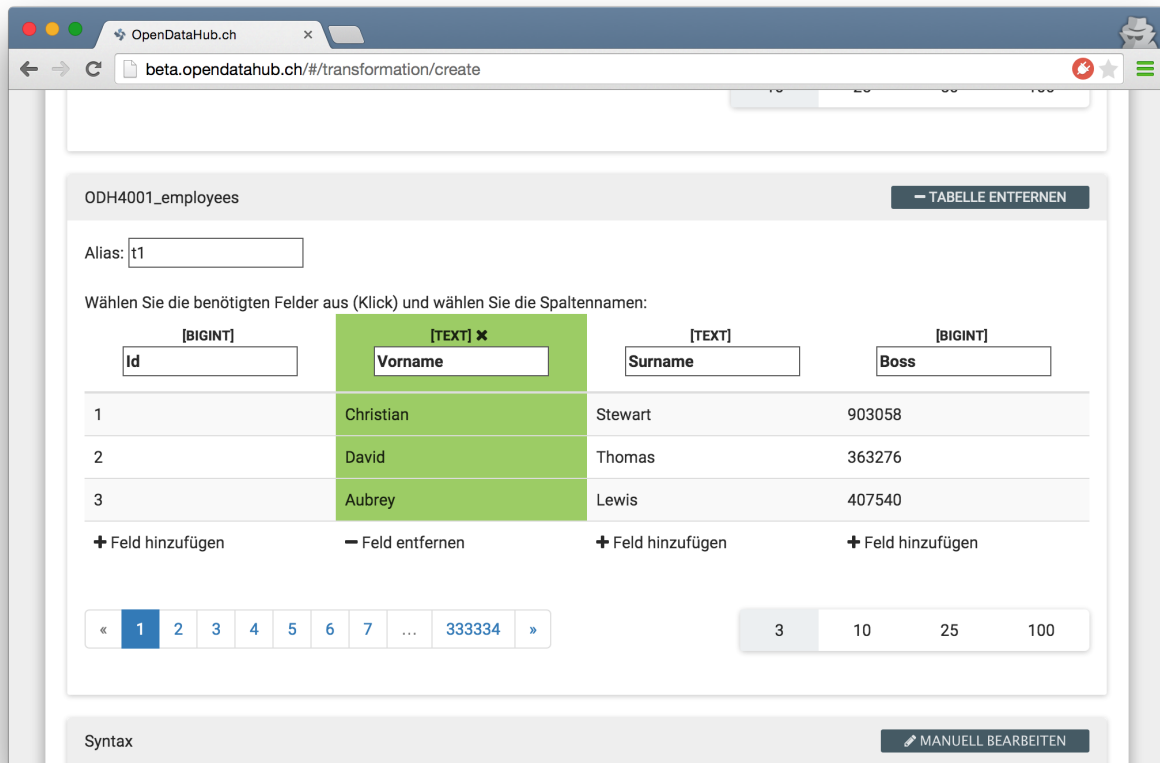 OpenDataHub.ch
beta.opendatahub.ch/#/transformation/create
ODH4001_employees
TABELLE ENTFERNEN
Alias: t1
Wählen Sie die benötigten Felder aus (Klick) und wählen Sie die Spaltennamen:
[BIGINT] [TEXT] [TEXT] [BIGINT]
Id Vorname Surname Boss
1 Christian Stewart 903058
2 David Thomas 363276
3 Aubrey Lewis 407540
Feld hinzufügen Feld entfernen Feld hinzufügen Feld hinzufügen
« 1 2 3 4 5 6 7 ... 333334 » 3 10 25 100
Syntax
MANUELL BEARBEITEN